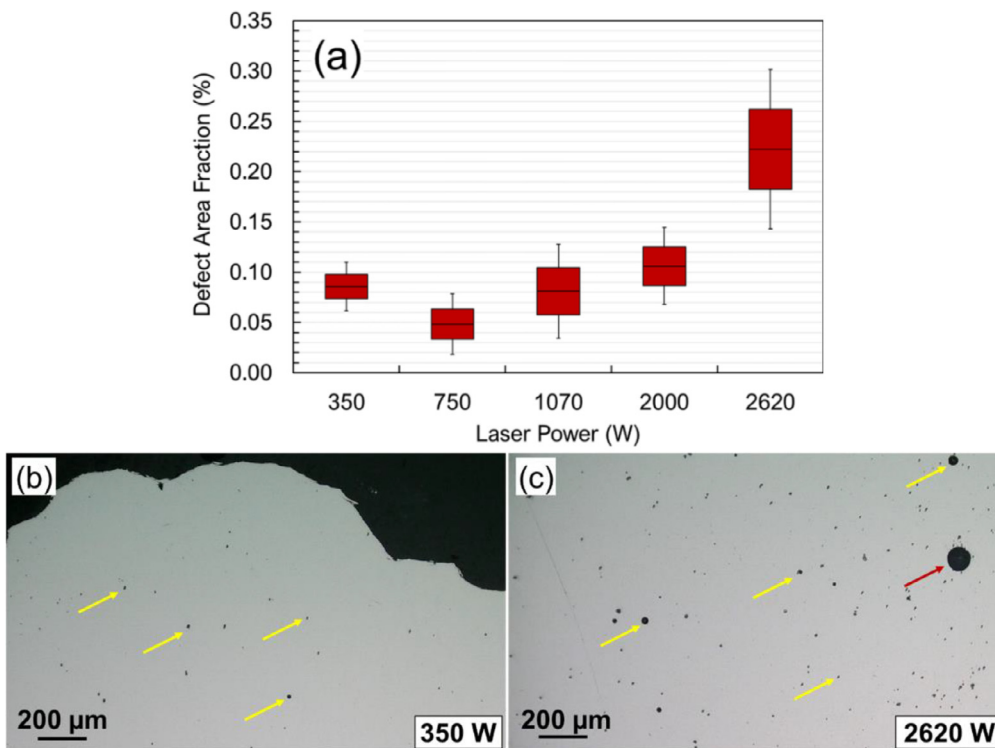 (a)
Defect Area Fraction (%)
0.35
0.30
0.25
0.20
0.15
0.10
0.05
0.00
350 750 1070 2000 2620
Laser Power (W)
(b)
200 µm
350 W
(c)
200 µm
2620 W